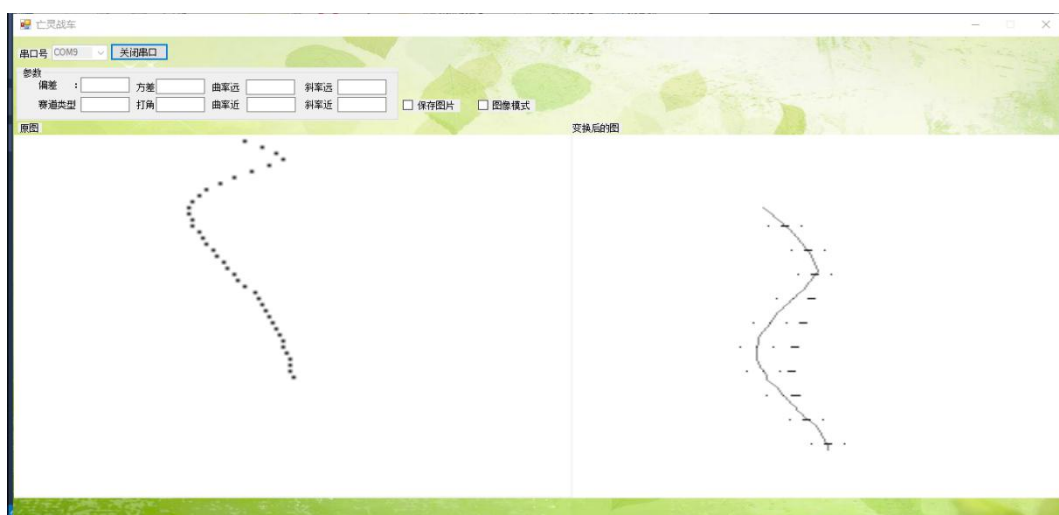 亡灵战车
串口号 COM9 关闭串口
参数
偏差 : 方差 曲率远 斜率远
赛道类型 打角 曲率近 斜率近 保存图片 图像模式
原图 变换后的图